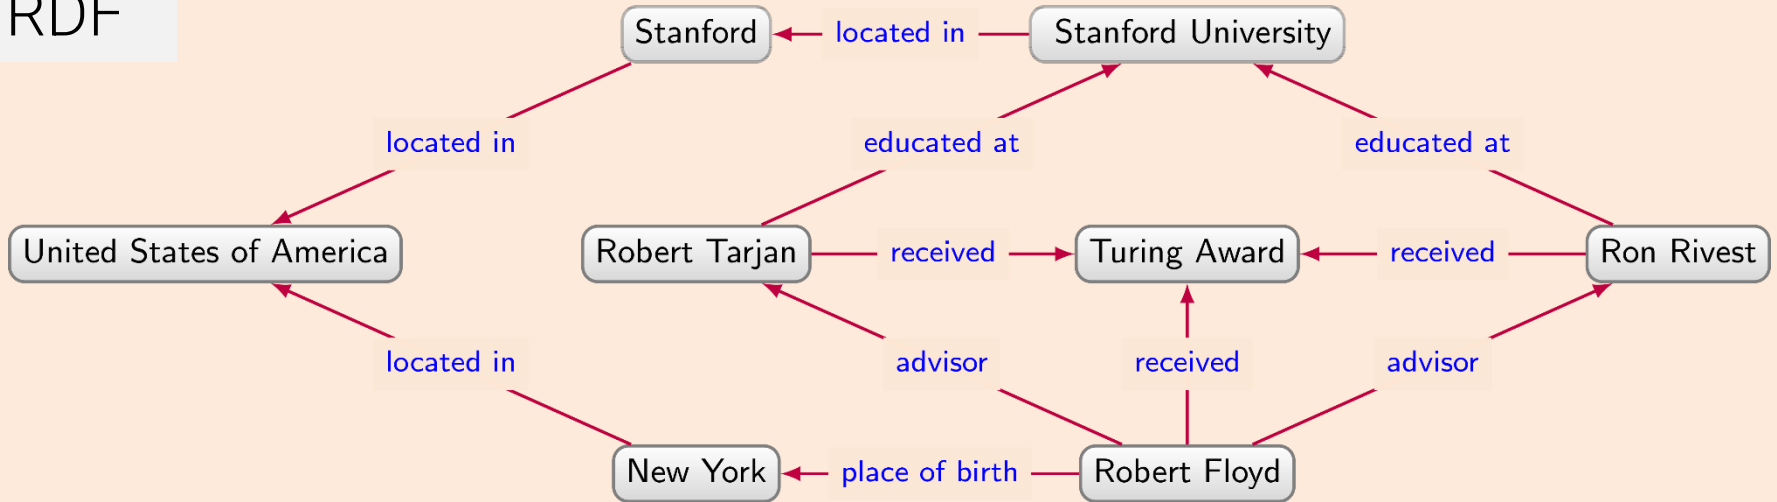 RDF
Stanford
located in
Stanford University
located in
educated at
educated at
United States of America
Robert Tarjan
received
Turing Award
received
Ron Rivest
located in
advisor
received
advisor
New York
place of birth
Robert Floyd